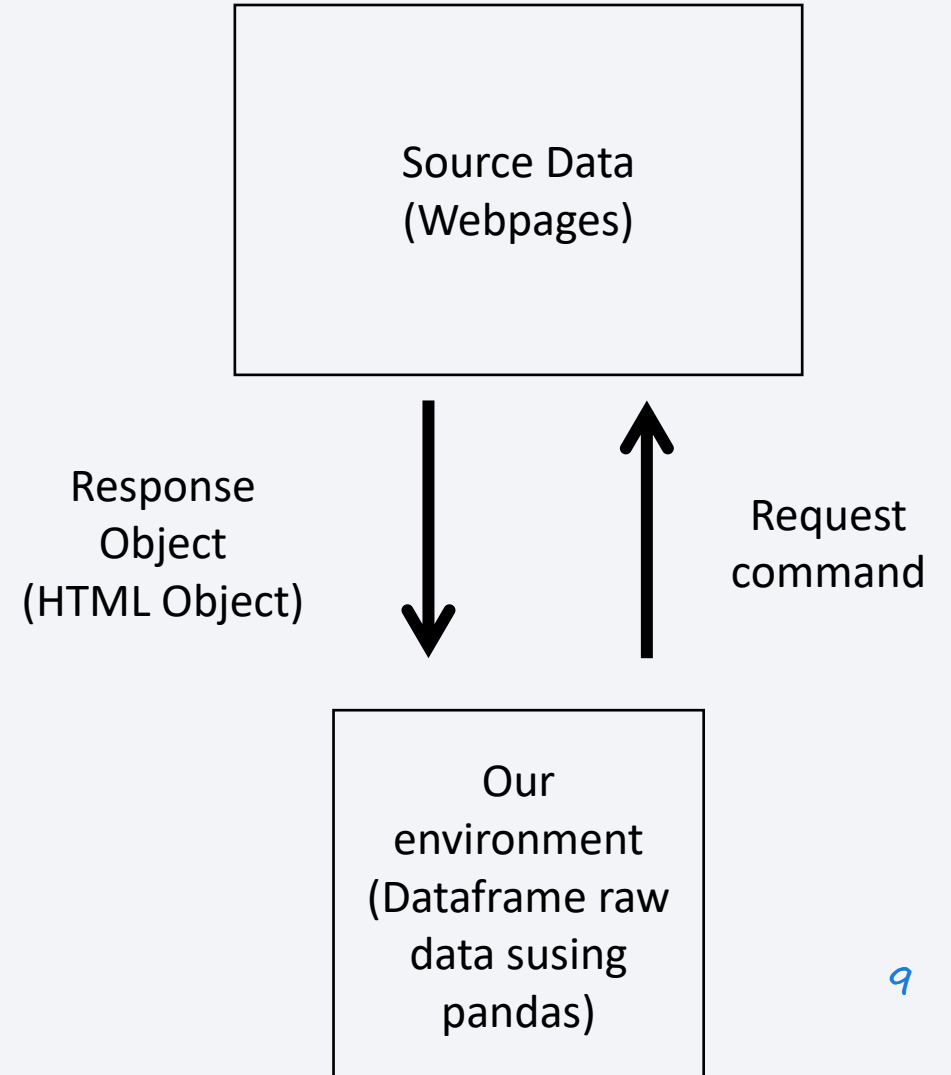 Source Data
(Webpages)
Response
Object
(HTML Object)
Request
command
Our
environment
(Dataframe raw
data susing
pandas)
9